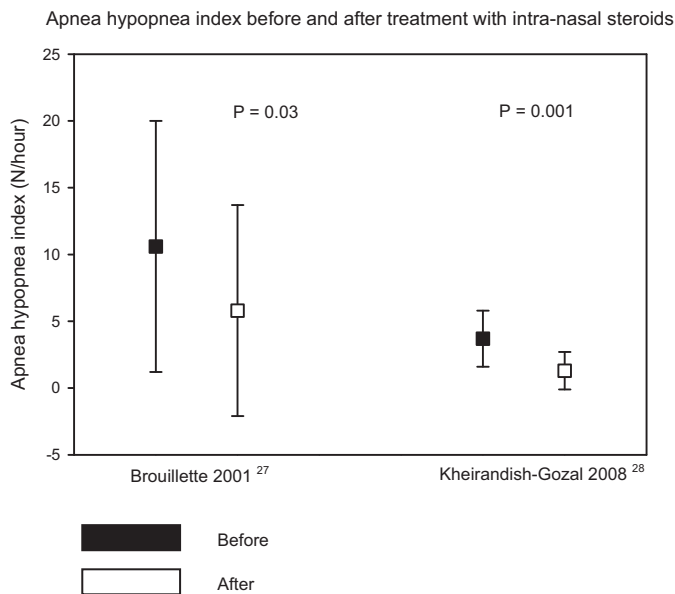 Apnea hypopnea index before and after treatment with intra-nasal steroids
25
20
15
10
5
0
-5
Apnea hypopnea index (N/hour)
P = 0.03
P = 0.001
Brouillette 2001 27
Kheirandish-Gozal 2008 28
Before
After